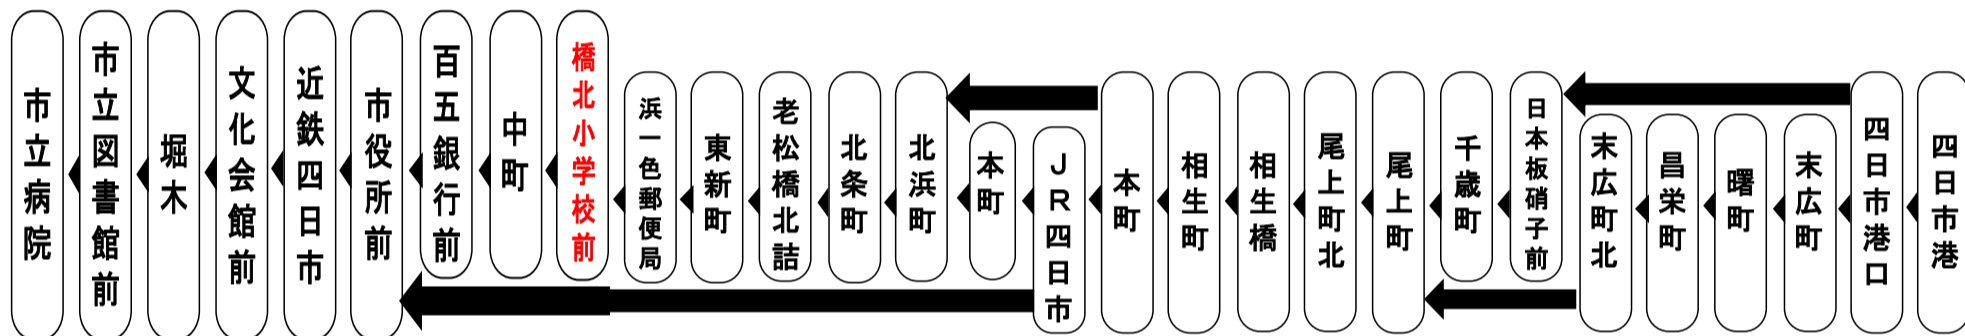 市立病院
市立図書館前
堀木
文化会館前
近鉄四日市
市役所前
百五銀行前
中町
橋北小学校前
浜一色郵便局
東新町
老松橋北詰
北条町
北浜町
本町
JR四日市
本町
相生町
相生橋
尾上町北
尾上町
千歳町
日本板硝子前
末広町北
昌栄町
曙町
末広町
四日市港口
四日市港